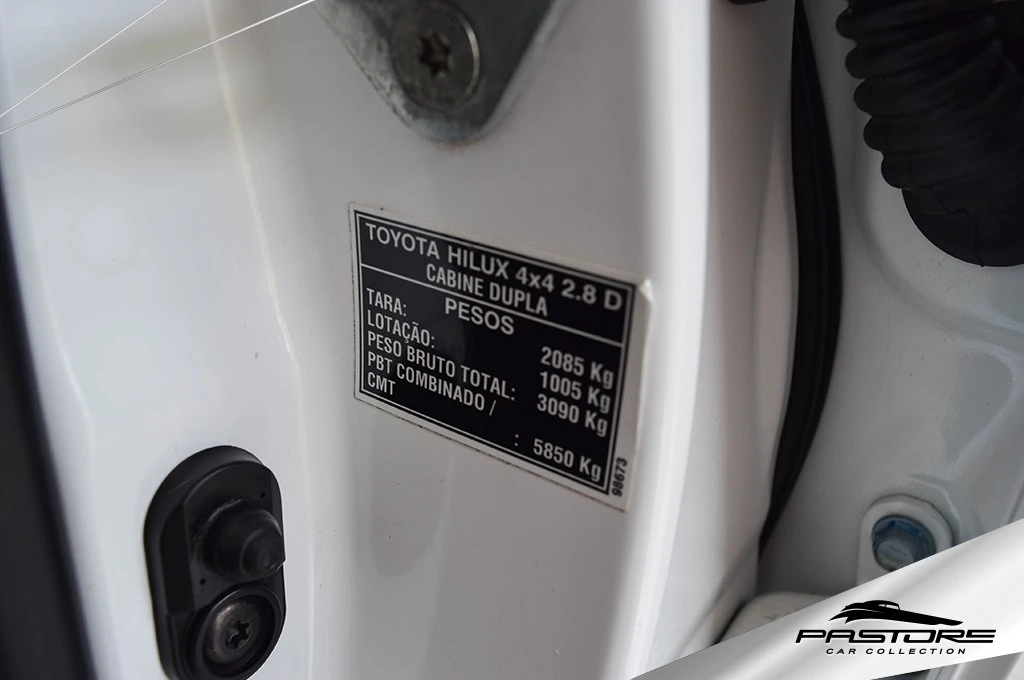 TOYOTA HILUX 4x4 2.8 D
CABINE DUPLA
PESOS
TARA: 2085 Kg
LOTAÇÃO: 1005 Kg
PESO BRUTO TOTAL: 3090 Kg
PBT COMBINADO /
CMT : 5850 Kg
98673
PASTORE
CAR COLLECTION